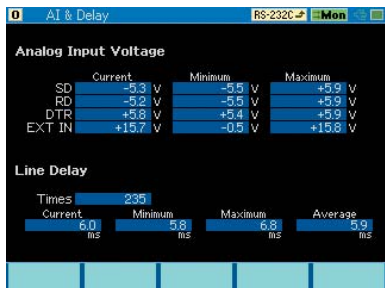 0 AI & Delay RS-232C Mon
Analog Input Voltage
Current Minimum Maximum
SD -5.3 V -5.5 V +5.9 V
RD -5.2 V -5.5 V +5.9 V
DTR +5.8 V +5.4 V +5.9 V
EXT IN +15.7 V -0.5 V +15.8 V
Line Delay
Times 235
Current Minimum Maximum Average
6.0 5.8 6.8 5.9
ms ms ms ms